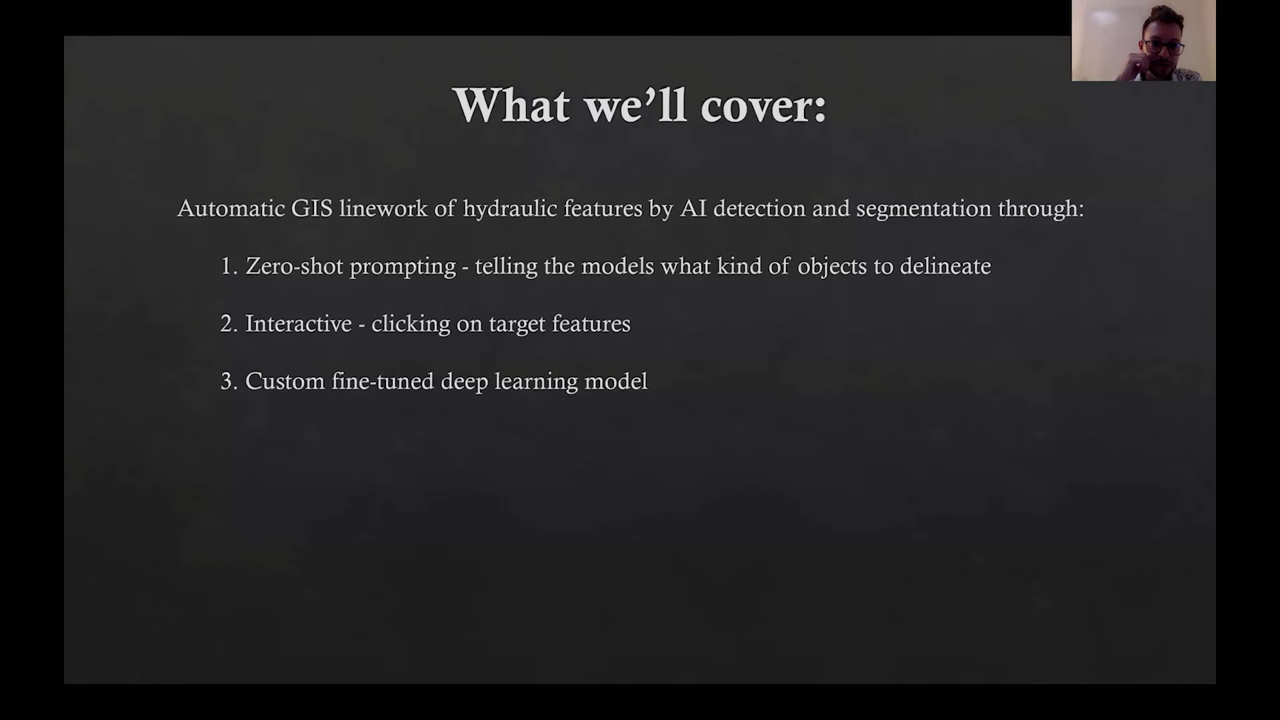 What we'll cover:
Automatic GIS linework of hydraulic features by AI detection and segmentation through:
1. Zero-shot prompting - telling the models what kind of objects to delineate
2. Interactive - clicking on target features
3. Custom fine-tuned deep learning model